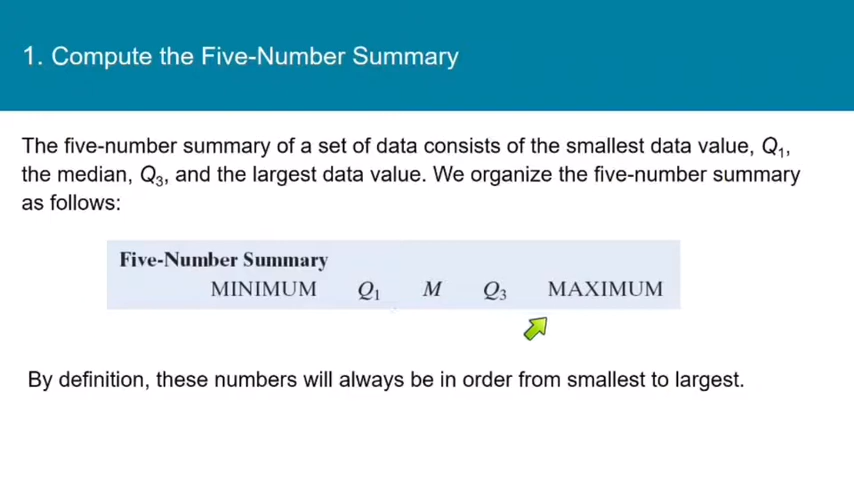 1. Compute the Five-Number Summary
The five-number summary of a set of data consists of the smallest data value, Q₁,
the median, Q₃, and the largest data value. We organize the five-number summary
as follows:
Five-Number Summary
MINIMUM Q₁ M Q₃ MAXIMUM
By definition, these numbers will always be in order from smallest to largest.